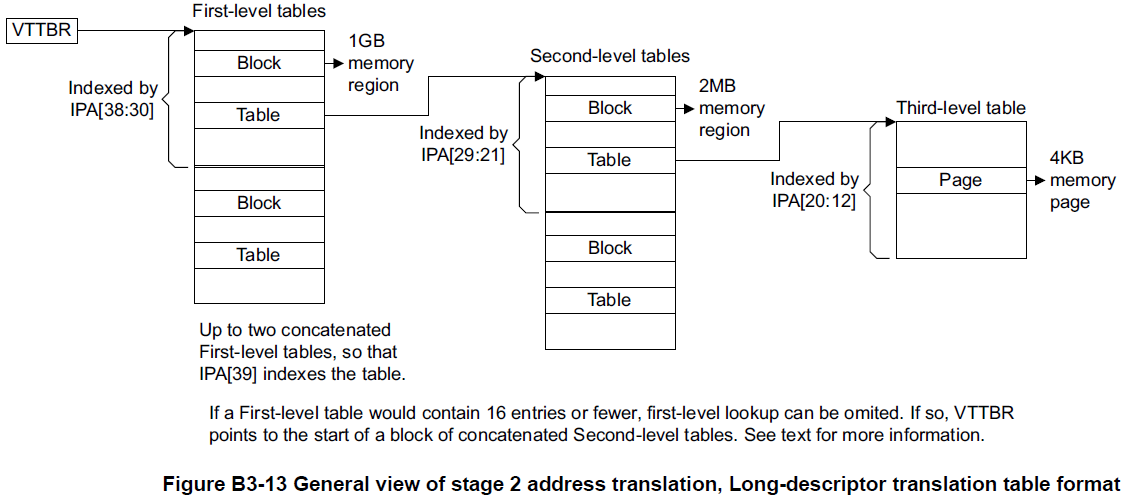 First-level tables
VTTBR
Block
1GB
memory
region
Indexed by
IPA[38:30]
Table
Block
Table
Up to two concatenated
First-level tables, so that
IPA[39] indexes the table.
Second-level tables
Block
2MB
memory
region
Indexed by
IPA[29:21]
Table
Block
Table
Third-level table
Indexed by
IPA[20:12]
Page
4KB
memory
page
If a First-level table would contain 16 entries or fewer, first-level lookup can be omited. If so, VTTBR
points to the start of a block of concatenated Second-level tables. See text for more information.
Figure B3-13 General view of stage 2 address translation, Long-descriptor translation table format